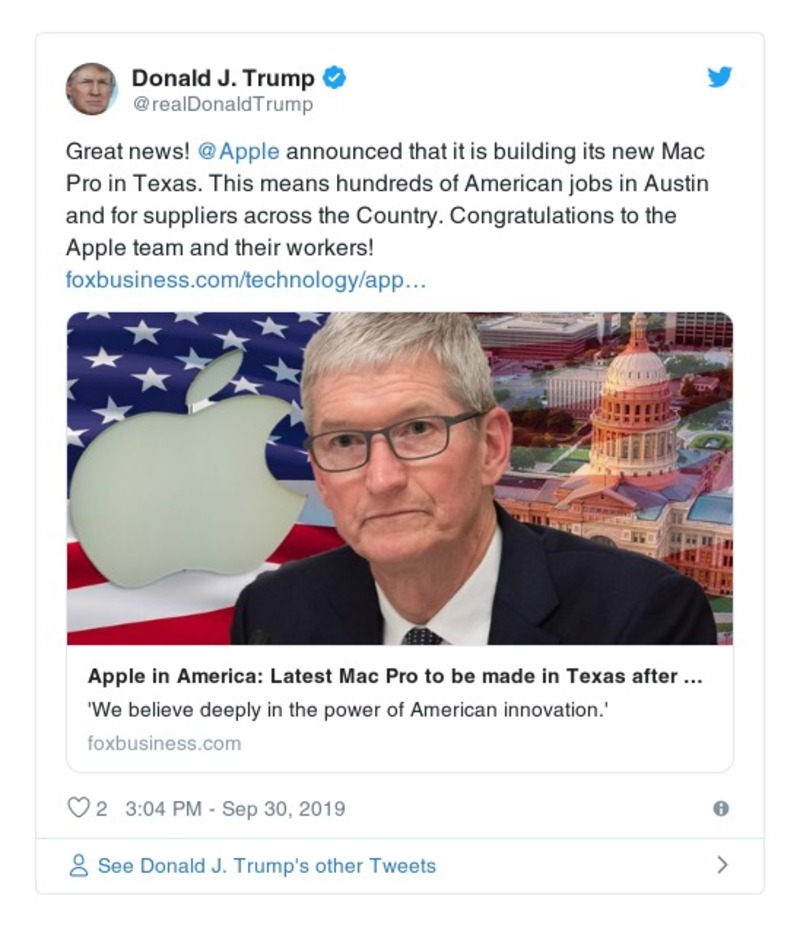 Donald J. Trump
@realDonaldTrump
Great news! @Apple announced that it is building its new Mac
Pro in Texas. This means hundreds of American jobs in Austin
and for suppliers across the Country. Congratulations to the
Apple team and their workers!
foxbusiness.com/technology/app…
Apple in America: Latest Mac Pro to be made in Texas after ...
'We believe deeply in the power of American innovation.'
foxbusiness.com
2 3:04 PM - Sep 30, 2019
See Donald J. Trump's other Tweets